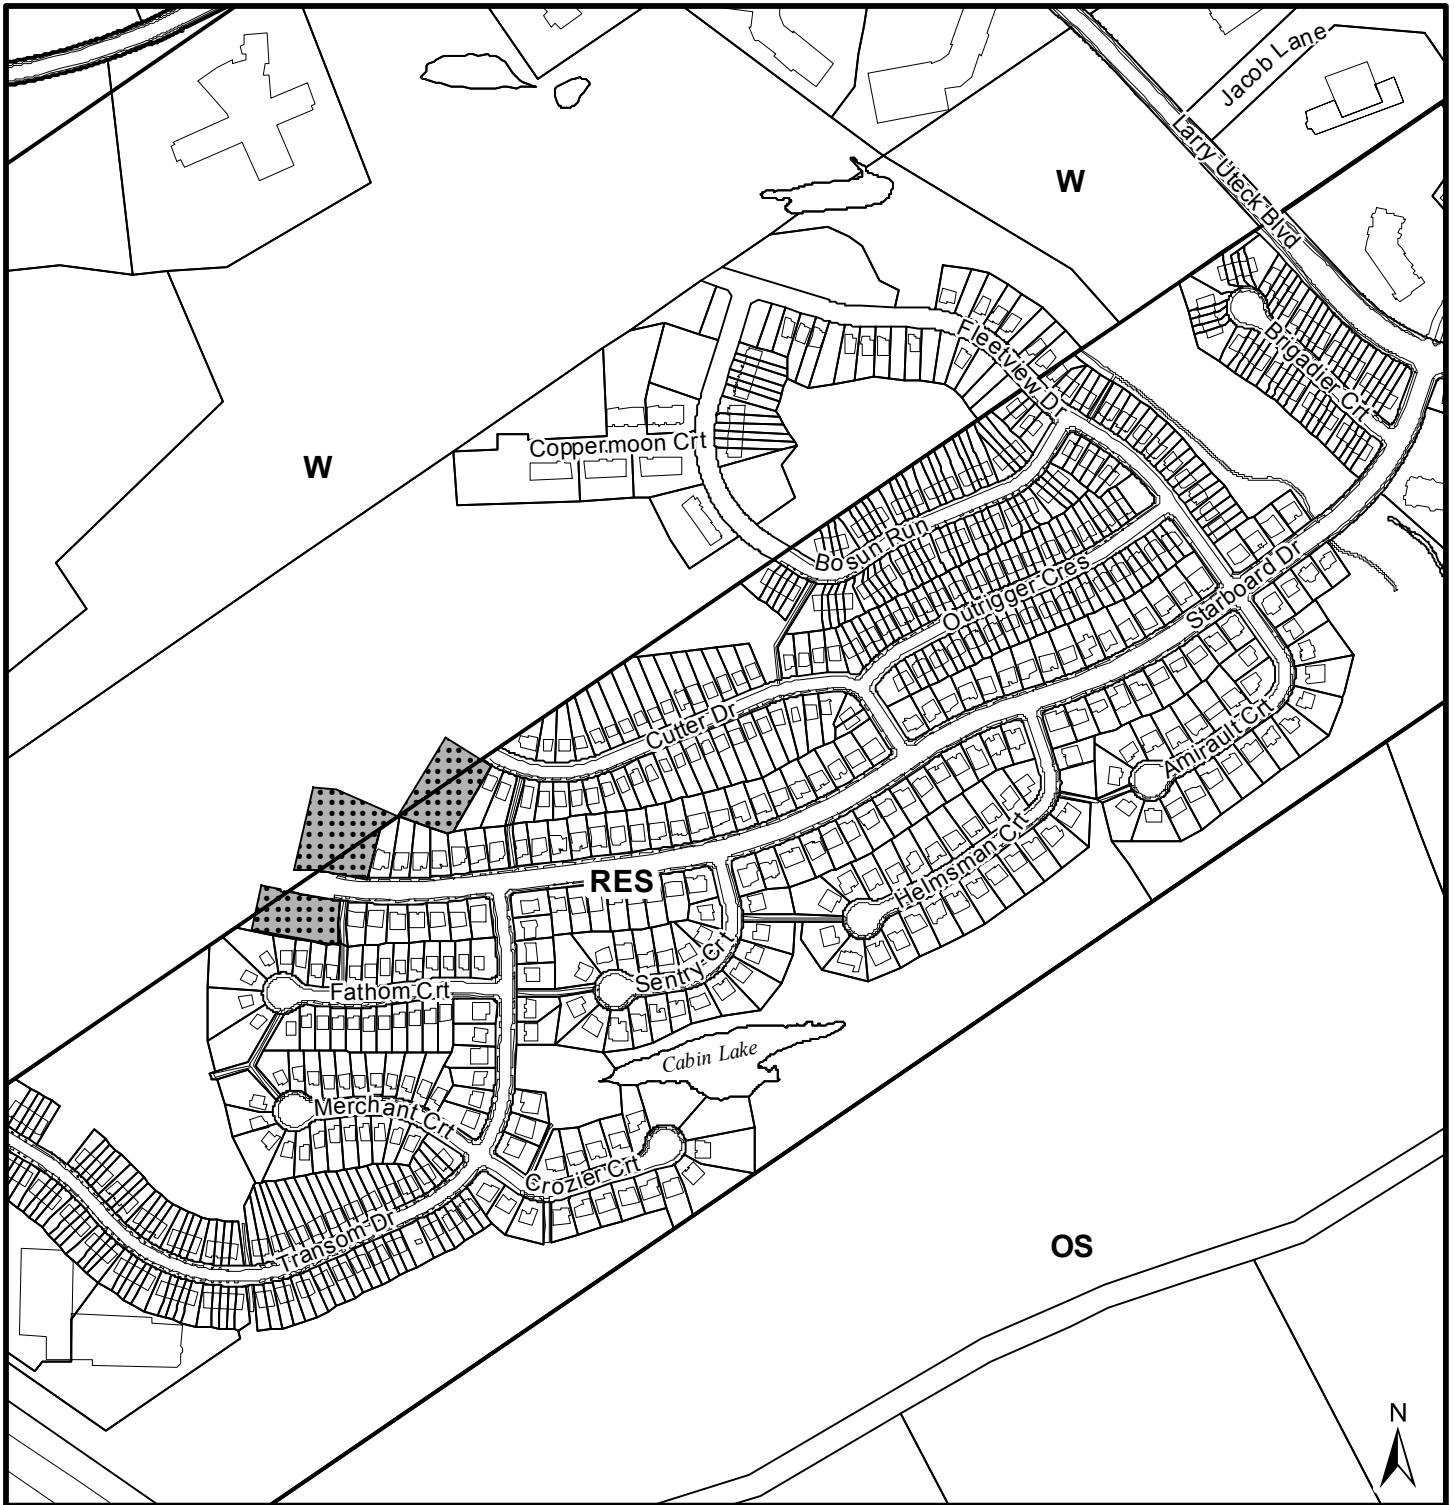 Jacob Lane
Larry Uteck Blvd
W
Brigadier Crt
Fleetview Dr
Coppermoon Crt
W
Bosun Run
Outrigger Cres
Starboard Dr
Cutter Dr
Amirault Crt
Helmsman Crt
RES
Sentry Crt
Fathom Crt
Cabin Lake
Merchant Crt
Crozier Crt
Transom Dr
OS
N